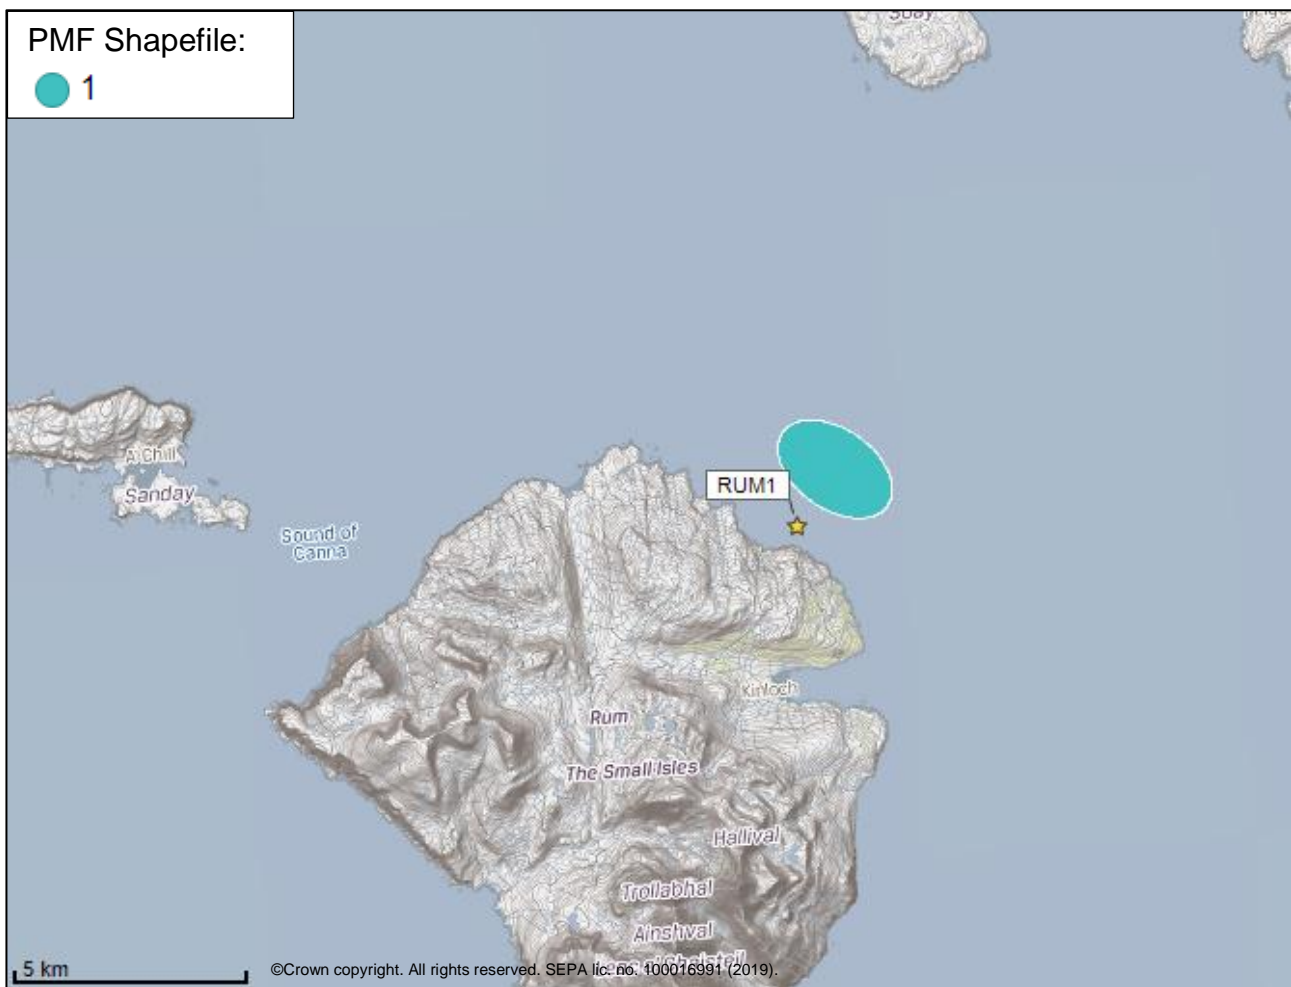 PMF Shapefile:
1
Soay
A'Chill
Sanday
RUM1
Sound of
Canna
Kinloch
Rum
The Small Isles
Hallival
Trollabhal
Ainshval
5 km
©Crown copyright. All rights reserved. SEPA lic. no. 100016991 (2019).